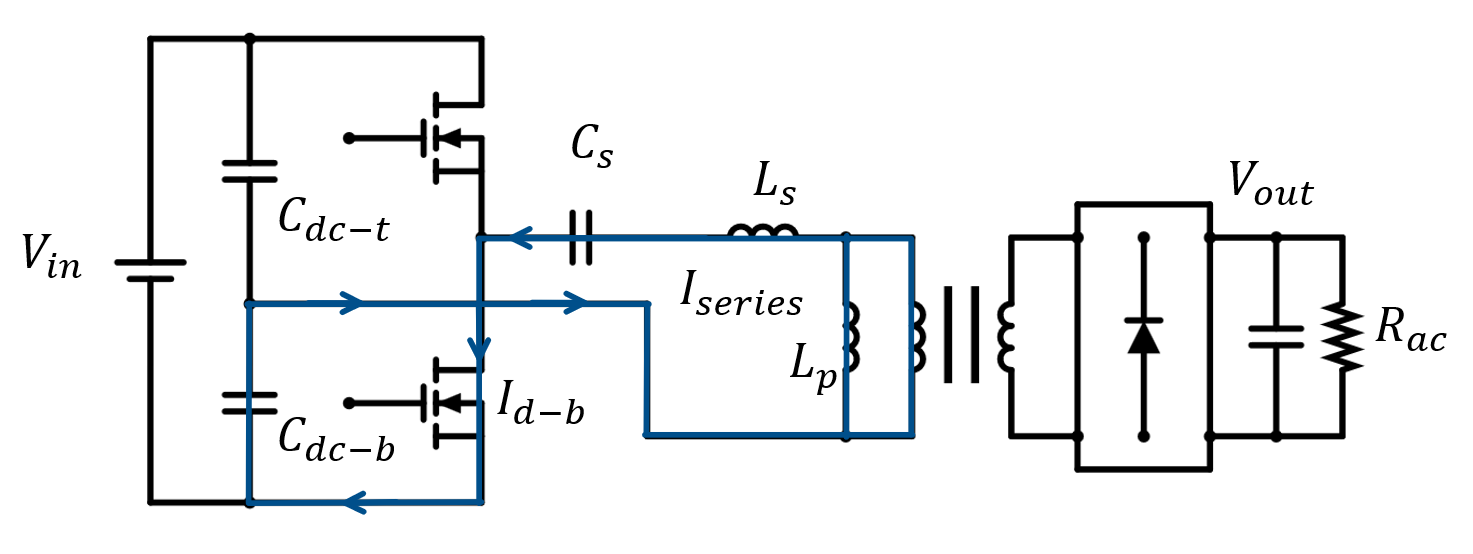 C_s
L_s
V_out
C_dc-t
V_in
I_series
R_ac
L_p
I_d-b
C_dc-b